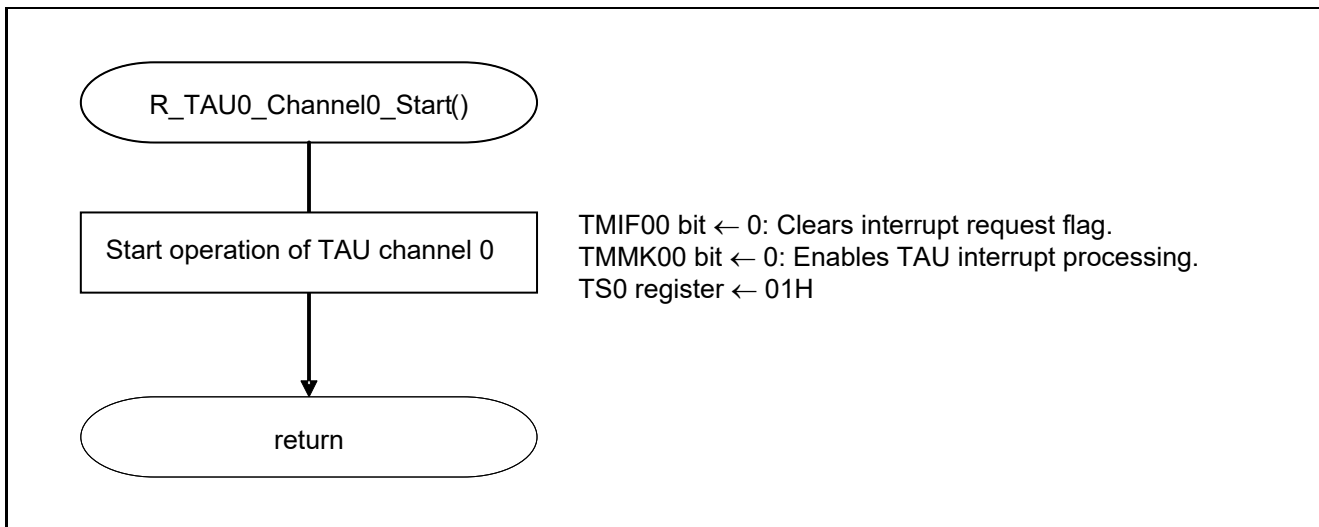 R_TAU0_Channel0_Start()
Start operation of TAU channel 0
TMIF00 bit ← 0: Clears interrupt request flag.
TMMK00 bit ← 0: Enables TAU interrupt processing.
TS0 register ← 01H
return